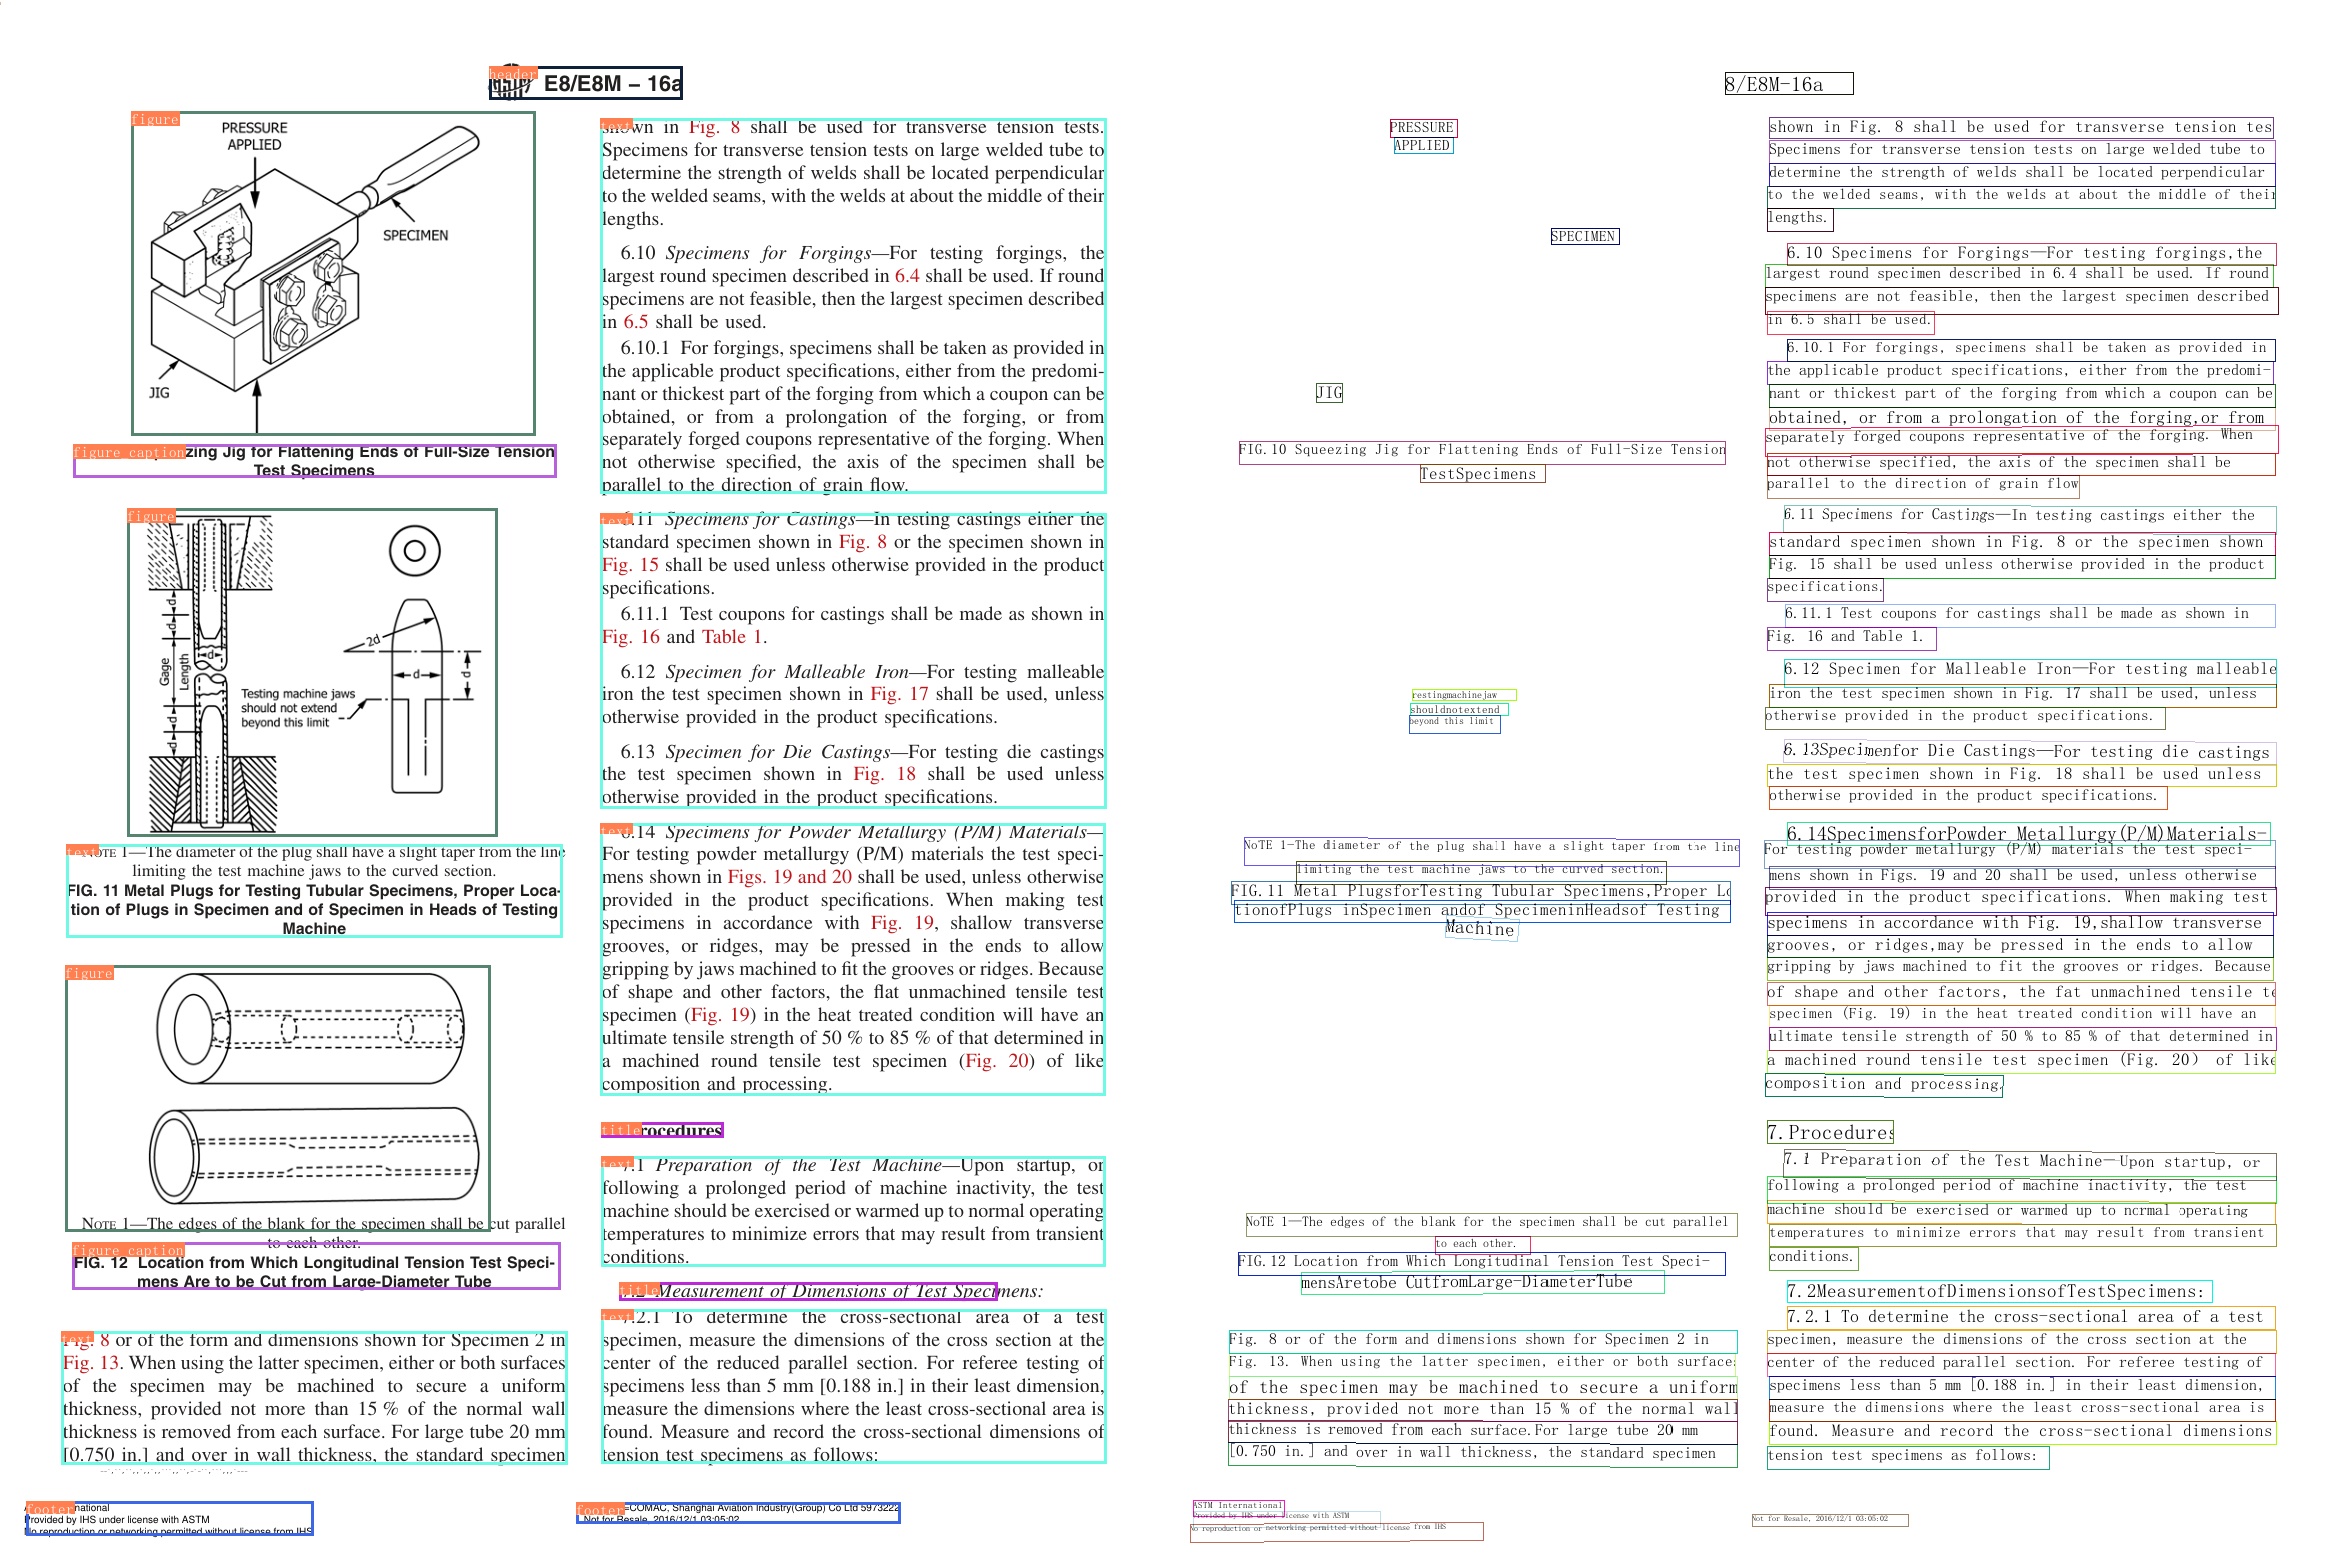 header
E8/E8M − 16a
figure
PRESSURE
APPLIED
SPECIMEN
JIG
figure caption
zing Jig for Flattening Ends of Full-Size Tension
Test Specimens
figure
d
d
Gage
Length
d
d
d
2d
d
d
Testing machine jaws
should not extend
beyond this limit
text
NOTE 1—The diameter of the plug shall have a slight taper from the line
limiting the test machine jaws to the curved section.
FIG. 11 Metal Plugs for Testing Tubular Specimens, Proper Loca-
tion of Plugs in Specimen and of Specimen in Heads of Testing
Machine
figure
NOTE 1—The edges of the blank for the specimen shall be cut parallel
to each other.
figure caption
FIG. 12 Location from Which Longitudinal Tension Test Speci-
mens Are to be Cut from Large-Diameter Tube
text
Fig. 8 or of the form and dimensions shown for Specimen 2 in
Fig. 13. When using the latter specimen, either or both surfaces
of the specimen may be machined to secure a uniform
thickness, provided not more than 15 % of the normal wall
thickness is removed from each surface. For large tube 20 mm
[0.750 in.] and over in wall thickness, the standard specimen
text
shown in Fig. 8 shall be used for transverse tension tests.
Specimens for transverse tension tests on large welded tube to
determine the strength of welds shall be located perpendicular
to the welded seams, with the welds at about the middle of their
lengths.
6.10 Specimens for Forgings—For testing forgings, the
largest round specimen described in 6.4 shall be used. If round
specimens are not feasible, then the largest specimen described
in 6.5 shall be used.
6.10.1 For forgings, specimens shall be taken as provided in
the applicable product specifications, either from the predomi-
nant or thickest part of the forging from which a coupon can be
obtained, or from a prolongation of the forging, or from
separately forged coupons representative of the forging. When
not otherwise specified, the axis of the specimen shall be
parallel to the direction of grain flow.
text
6.11 Specimens for Castings—In testing castings either the
standard specimen shown in Fig. 8 or the specimen shown in
Fig. 15 shall be used unless otherwise provided in the product
specifications.
6.11.1 Test coupons for castings shall be made as shown in
Fig. 16 and Table 1.
6.12 Specimen for Malleable Iron—For testing malleable
iron the test specimen shown in Fig. 17 shall be used, unless
otherwise provided in the product specifications.
6.13 Specimen for Die Castings—For testing die castings
the test specimen shown in Fig. 18 shall be used unless
otherwise provided in the product specifications.
text
6.14 Specimens for Powder Metallurgy (P/M) Materials—
For testing powder metallurgy (P/M) materials the test speci-
mens shown in Figs. 19 and 20 shall be used, unless otherwise
provided in the product specifications. When making test
specimens in accordance with Fig. 19, shallow transverse
grooves, or ridges, may be pressed in the ends to allow
gripping by jaws machined to fit the grooves or ridges. Because
of shape and other factors, the flat unmachined tensile test
specimen (Fig. 19) in the heat treated condition will have an
ultimate tensile strength of 50 % to 85 % of that determined in
a machined round tensile test specimen (Fig. 20) of like
composition and processing.
title
rocedures
text
7.1 Preparation of the Test Machine—Upon startup, or
following a prolonged period of machine inactivity, the test
machine should be exercised or warmed up to normal operating
temperatures to minimize errors that may result from transient
conditions.
title
7.2 Measurement of Dimensions of Test Specimens:
text
7.2.1 To determine the cross-sectional area of a test
specimen, measure the dimensions of the cross section at the
center of the reduced parallel section. For referee testing of
specimens less than 5 mm [0.188 in.] in their least dimension,
measure the dimensions where the least cross-sectional area is
found. Measure and record the cross-sectional dimensions of
tension test specimens as follows:
footer
national
Provided by IHS under license with ASTM
No reproduction or networking permitted without license from IHS
footer
=COMAC, Shanghai Aviation Industry(Group) Co Ltd 5973222
Not for Resale, 2016/12/1 03:05:02
8/E8M-16a
PRESSURE
APPLIED
SPECIMEN
JIG
FIG.10 Squeezing Jig for Flattening Ends of Full-Size Tension
TestSpecimens
restingmachinejaw
shouldnotextend
beyond this limit
NoTE 1-The diameter of the plug shall have a slight taper from the line
limiting the test machine jaws to the curved section.
FIG.11 Metal PlugsforTesting Tubular Specimens,Proper Lo
tionofPlugs inSpecimen andof SpecimeninHeadsof Testing
Machine
NoTE 1—The edges of the blank for the specimen shall be cut parallel
to each other.
FIG.12 Location from Which Longitudinal Tension Test Speci-
mensAretobe CutfromLarge-DiameterTube
Fig. 8 or of the form and dimensions shown for Specimen 2 in
Fig. 13. When using the latter specimen, either or both surfaces
of the specimen may be machined to secure a uniform
thickness, provided not more than 15 % of the normal wall
thickness is removed from each surface.For large tube 20 mm
[0.750 in.] and over in wall thickness, the standard specimen
ASTM International
Provided by IHS under license with ASTM
No reproduction or networking permitted without license from IHS
shown in Fig. 8 shall be used for transverse tension tes
Specimens for transverse tension tests on large welded tube to
determine the strength of welds shall be located perpendicular
to the welded seams, with the welds at about the middle of their
lengths.
6.10 Specimens for Forgings—For testing forgings,the
largest round specimen described in 6.4 shall be used. If round
specimens are not feasible, then the largest specimen described
in 6.5 shall be used.
6.10.1 For forgings, specimens shall be taken as provided in
the applicable product specifications, either from the predomi-
nant or thickest part of the forging from which a coupon can be
obtained, or from a prolongation of the forging,or from
separately forged coupons representative of the forging. When
not otherwise specified, the axis of the specimen shall be
parallel to the direction of grain flow
6.11 Specimens for Castings—In testing castings either the
standard specimen shown in Fig. 8 or the specimen shown
Fig. 15 shall be used unless otherwise provided in the product
specifications.
6.11.1 Test coupons for castings shall be made as shown in
Fig. 16 and Table 1.
6.12 Specimen for Malleable Iron—For testing malleable
iron the test specimen shown in Fig. 17 shall be used, unless
otherwise provided in the product specifications.
6.13Specimenfor Die Castings—For testing die castings
the test specimen shown in Fig. 18 shall be used unless
otherwise provided in the product specifications.
6.14SpecimensforPowder Metallurgy(P/M)Materials-
For testing powder metallurgy (P/M) materials the test speci-
mens shown in Figs. 19 and 20 shall be used, unless otherwise
provided in the product specifications. When making test
specimens in accordance with Fig. 19,shallow transverse
grooves, or ridges,may be pressed in the ends to allow
gripping by jaws machined to fit the grooves or ridges. Because
of shape and other factors, the fat unmachined tensile te
specimen (Fig. 19) in the heat treated condition will have an
ultimate tensile strength of 50 % to 85 % of that determined in
a machined round tensile test specimen (Fig. 20) of like
composition and processing.
7.Procedures
7.1 Preparation of the Test Machine—Upon startup, or
following a prolonged period of machine inactivity, the test
machine should be exercised or warmed up to normal operating
temperatures to minimize errors that may result from transient
conditions.
7.2MeasurementofDimensionsofTestSpecimens:
7.2.1 To determine the cross-sectional area of a test
specimen, measure the dimensions of the cross section at the
center of the reduced parallel section. For referee testing of
specimens less than 5 mm [0.188 in.] in their least dimension,
measure the dimensions where the least cross-sectional area is
found. Measure and record the cross-sectional dimensions
tension test specimens as follows:
Not for Resale, 2016/12/1 03:05:02